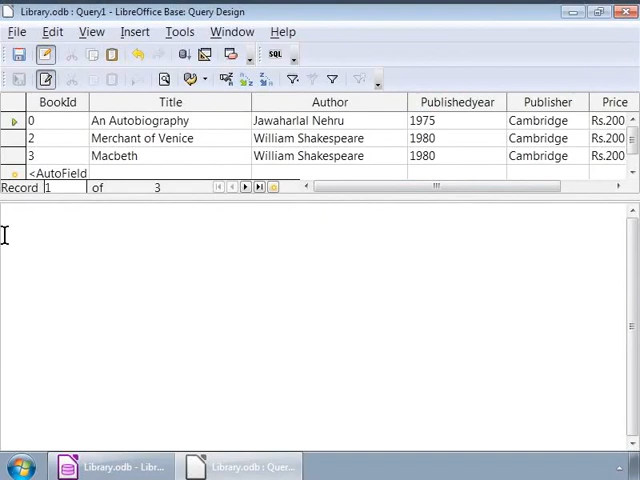 Library.odb : Query1 - LibreOffice Base: Query Design
File Edit View Insert Tools Window Help
SQL
BookId Title Author Publishedyear Publisher Price
0 An Autobiography Jawaharlal Nehru 1975 Cambridge Rs.200
2 Merchant of Venice William Shakespeare 1980 Cambridge Rs.200
3 Macbeth William Shakespeare 1980 Cambridge Rs.200
<AutoField
Record 1 of 3
Library.odb - Libr... Library.odb : Que...